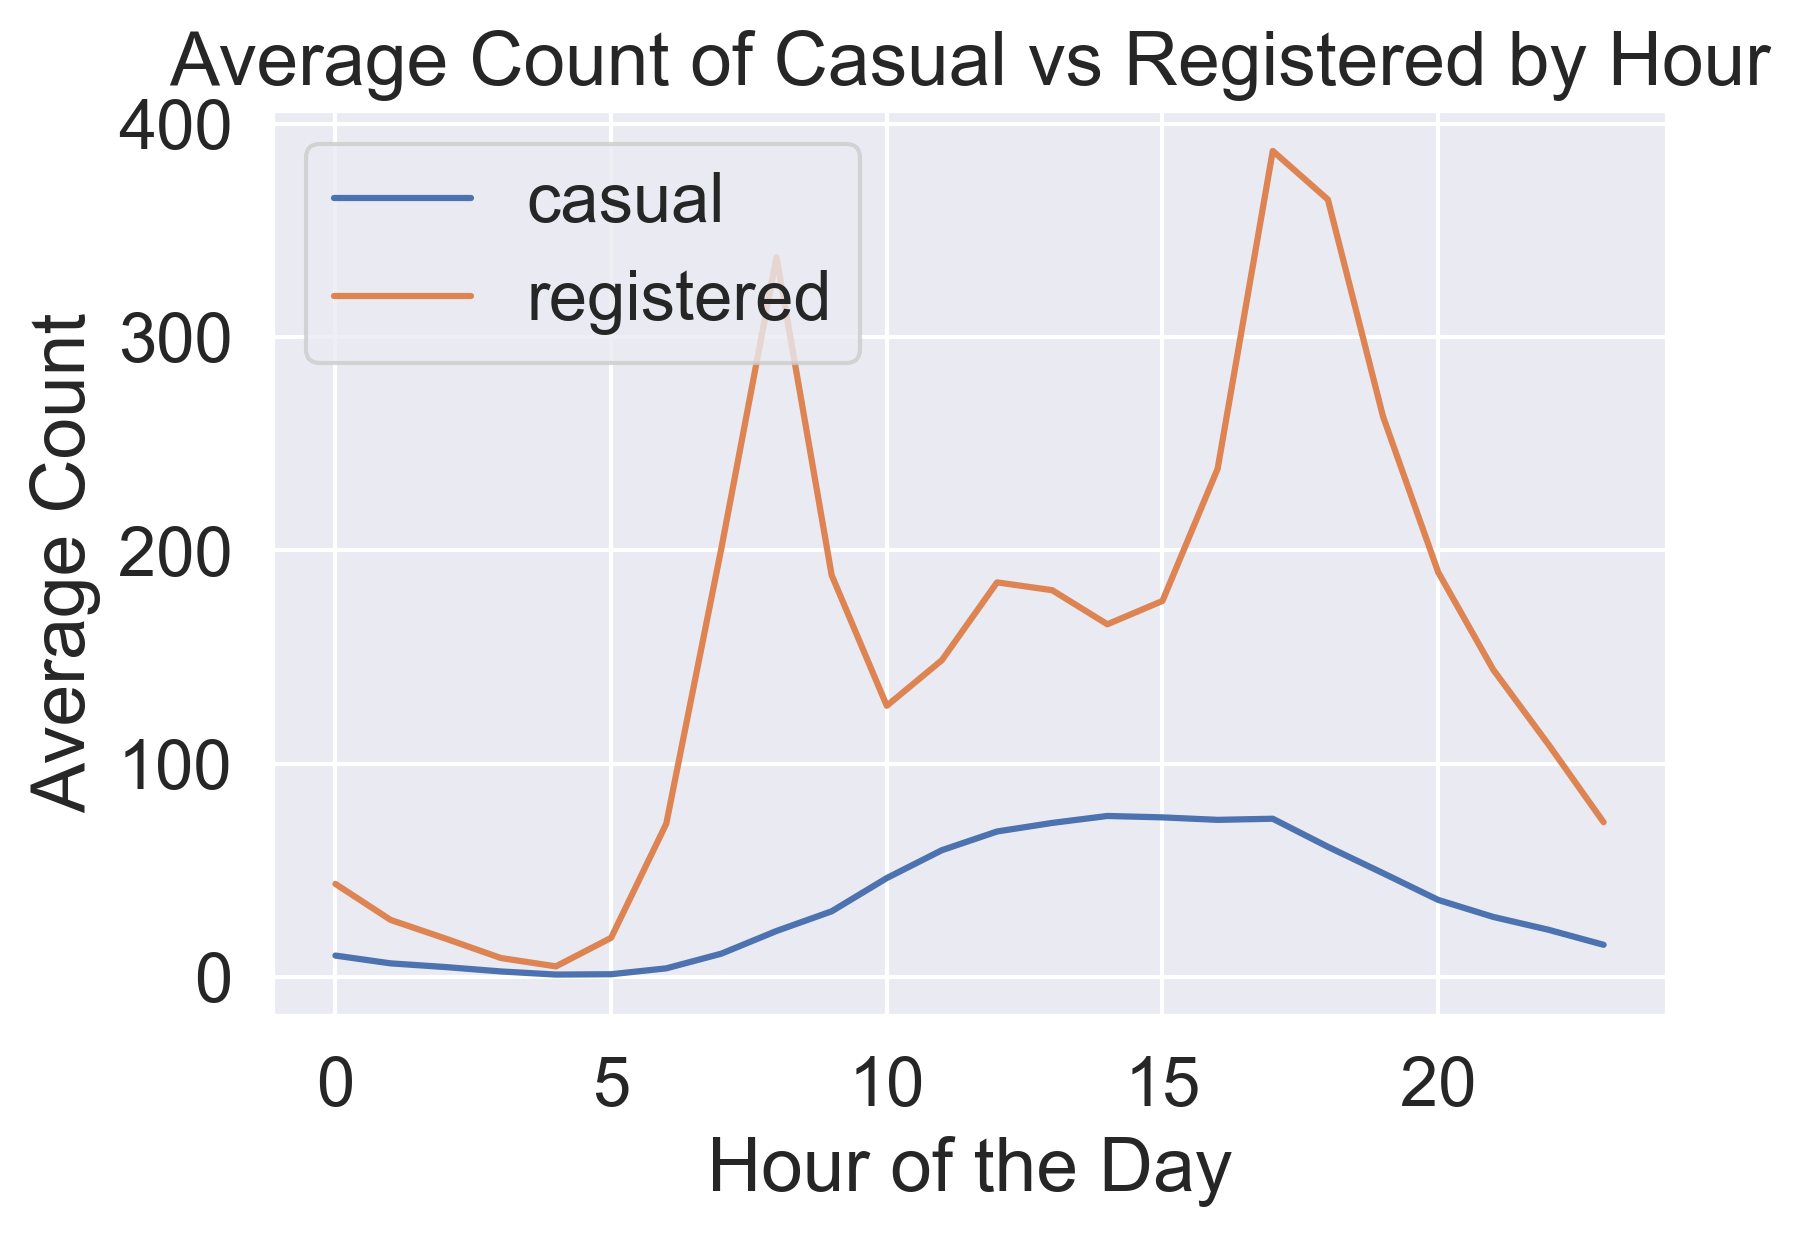 Average Count of Casual vs Registered by Hour
400
300
200
100
0
Average Count
casual
registered
0 5 10 15 20
Hour of the Day